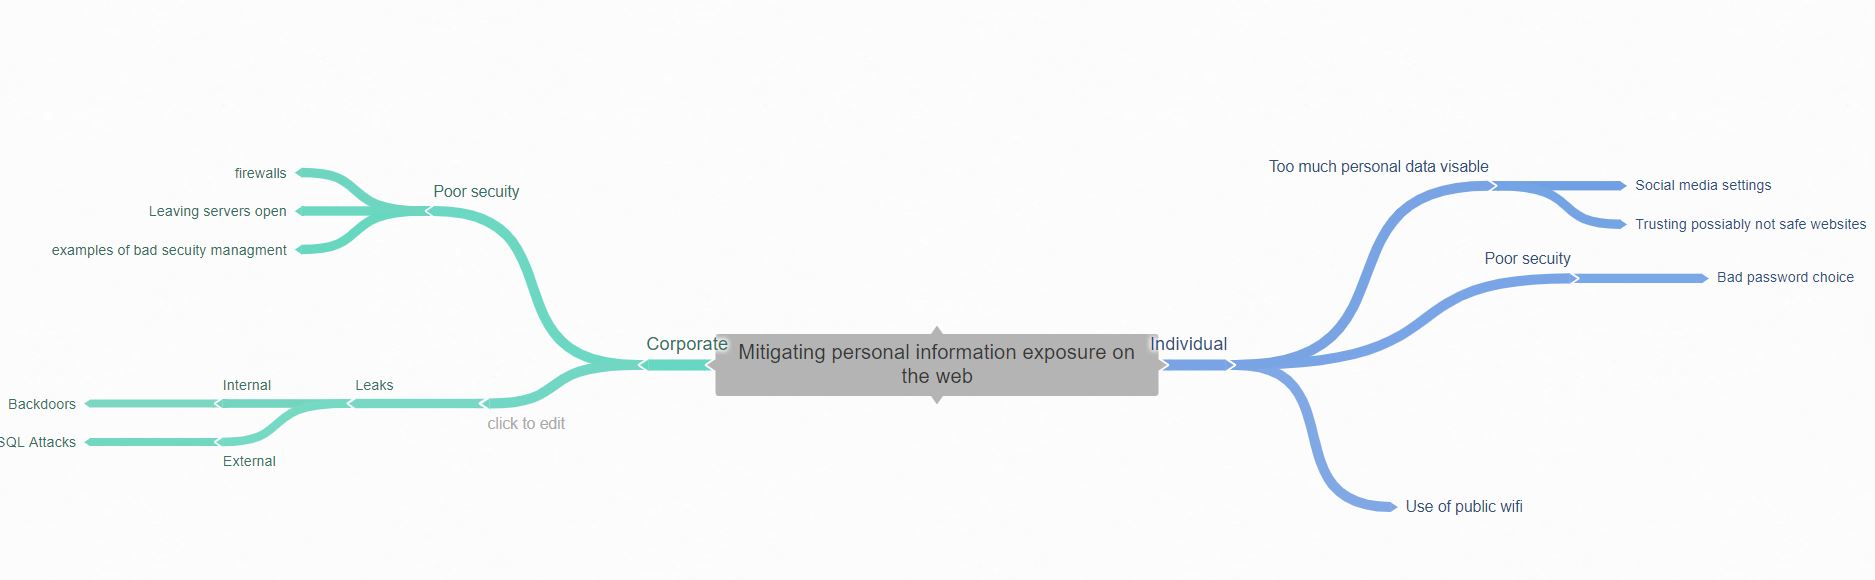 Too much personal data visable
firewalls
Social media settings
Poor secuity
Leaving servers open
Trusting possiably not safe websites
examples of bad secuity managment
Poor secuity
Bad password choice
Corporate
Mitigating personal information exposure on
the web
Individual
Internal
Leaks
Backdoors
click to edit
SQL Attacks
External
Use of public wifi